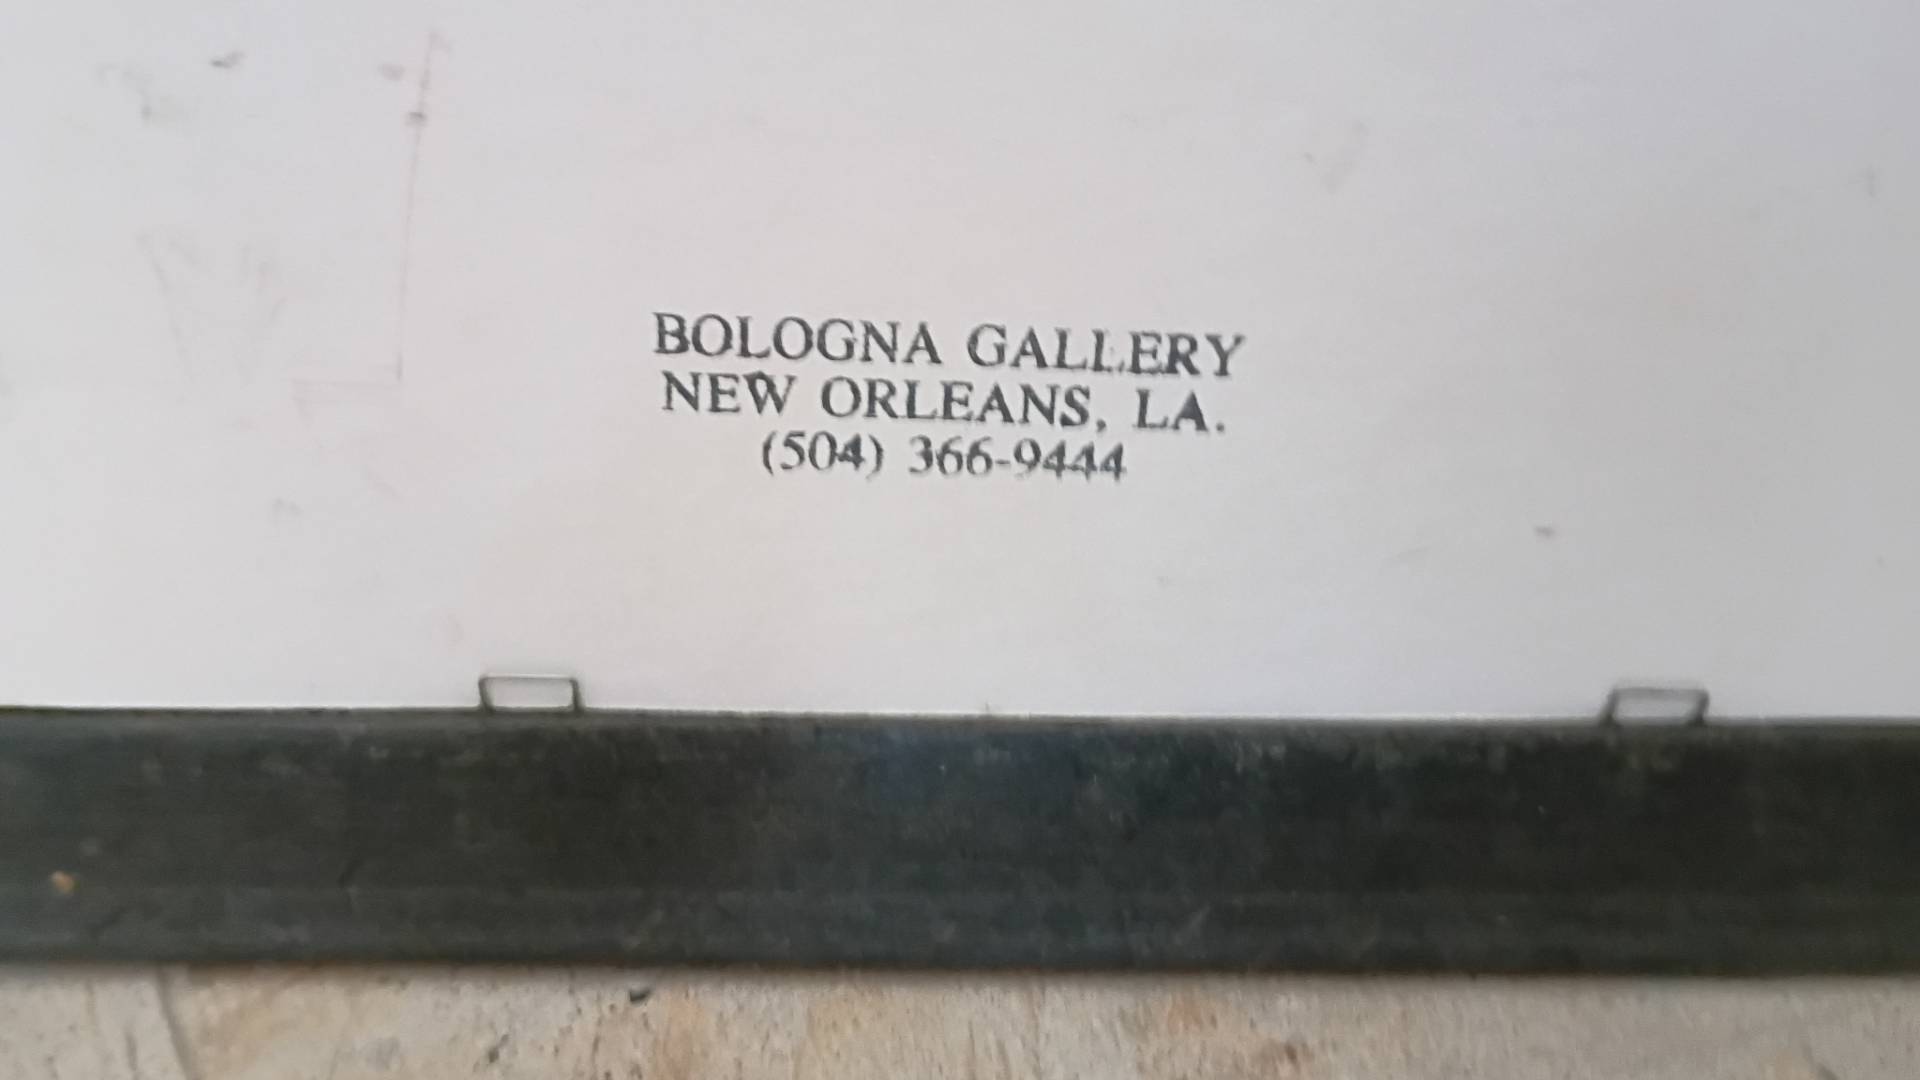 BOLOGNA GALLERY
NEW ORLEANS, LA.
(504) 366-9444